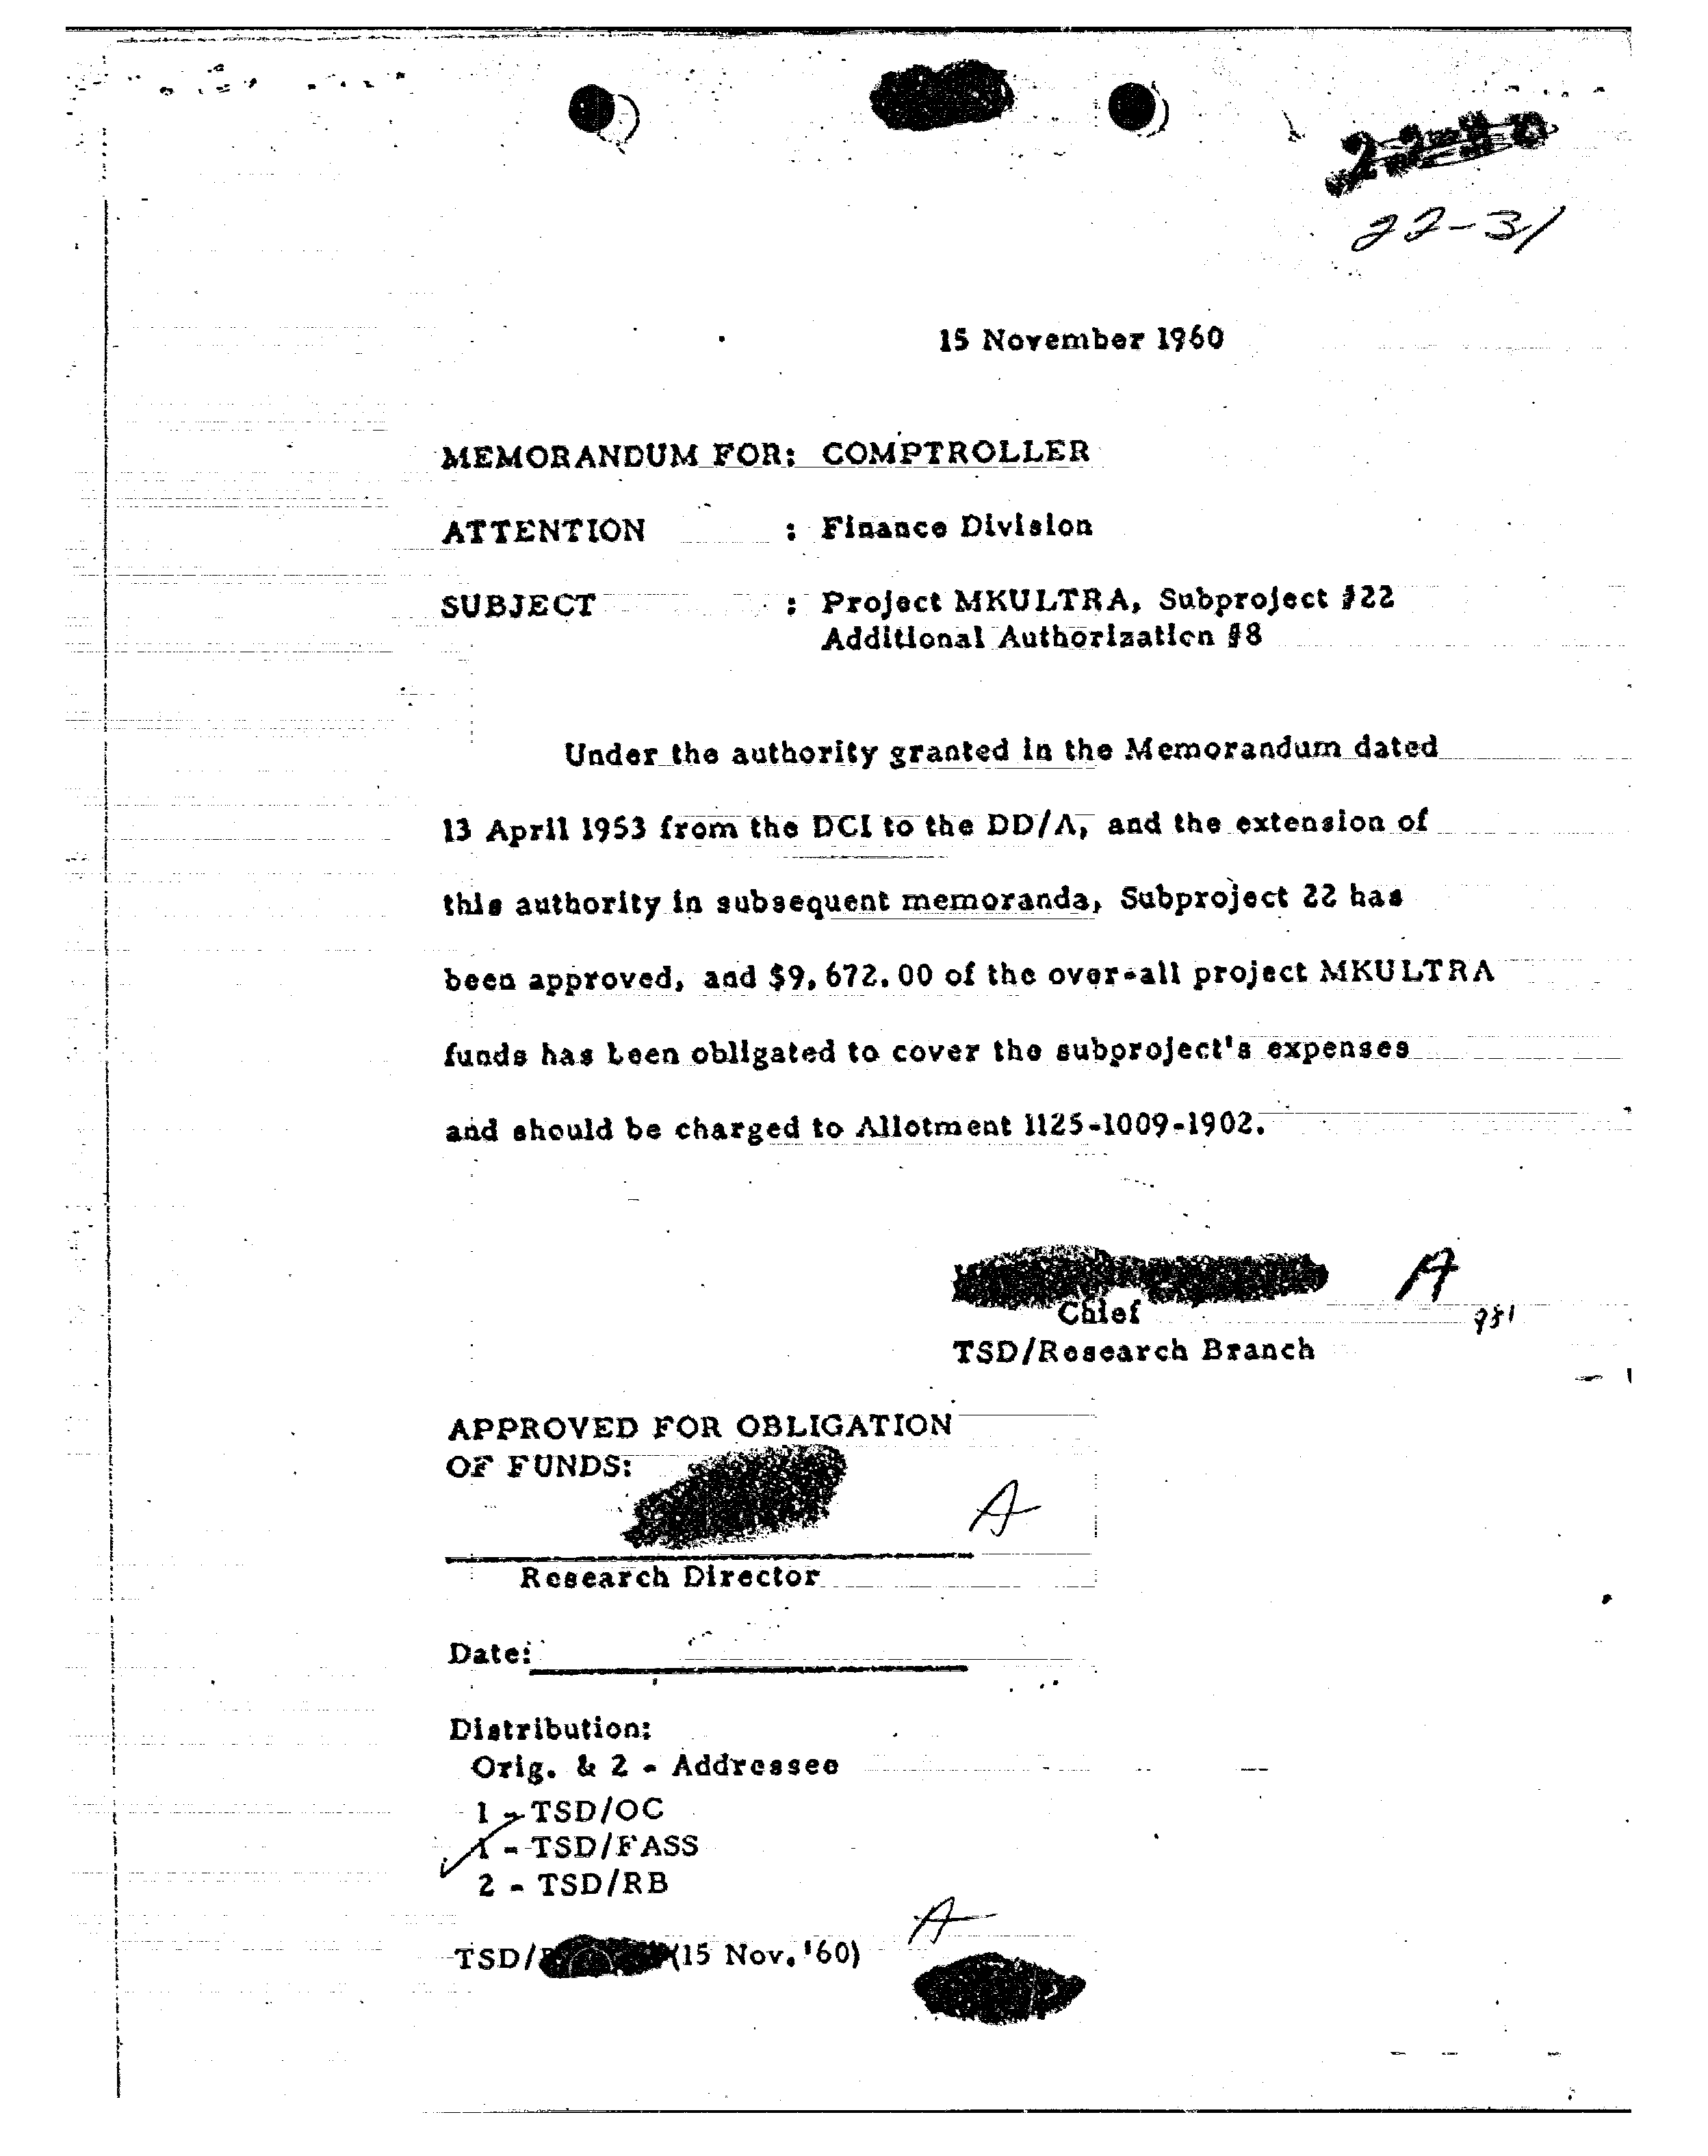 22-31
15 November 1960
MEMORANDUM FOR: COMPTROLLER
ATTENTION : Finance Division
SUBJECT : Project MKULTRA, Subproject #22
Additional Authorization #8
Under the authority granted in the Memorandum dated
13 April 1953 from the DCI to the DD/A, and the extension of
this authority in subsequent memoranda, Subproject 22 has
been approved, and $9,672.00 of the over-all project MKULTRA
funds has been obligated to cover the subproject's expenses
and should be charged to Allotment 1125-1009-1902.
A
Chief
TSD/Research Branch
APPROVED FOR OBLIGATION
OF FUNDS:
A
Research Director
Date:
Distribution:
Orig. & 2 - Addressee
1 - TSD/OC
1 - TSD/FASS
2 - TSD/RB
A
TSD/ (15 Nov. '60)